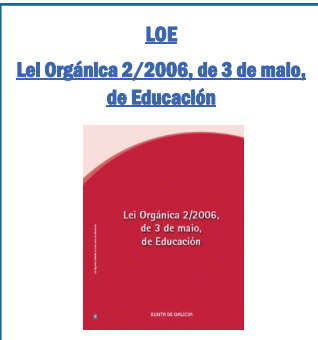 LOE
Lei Orgánica 2/2006, de 3 de maio,
de Educación
Lei Orgánica 2/2006,
de 3 de maio,
de Educación
XUNTA DE GALICIA